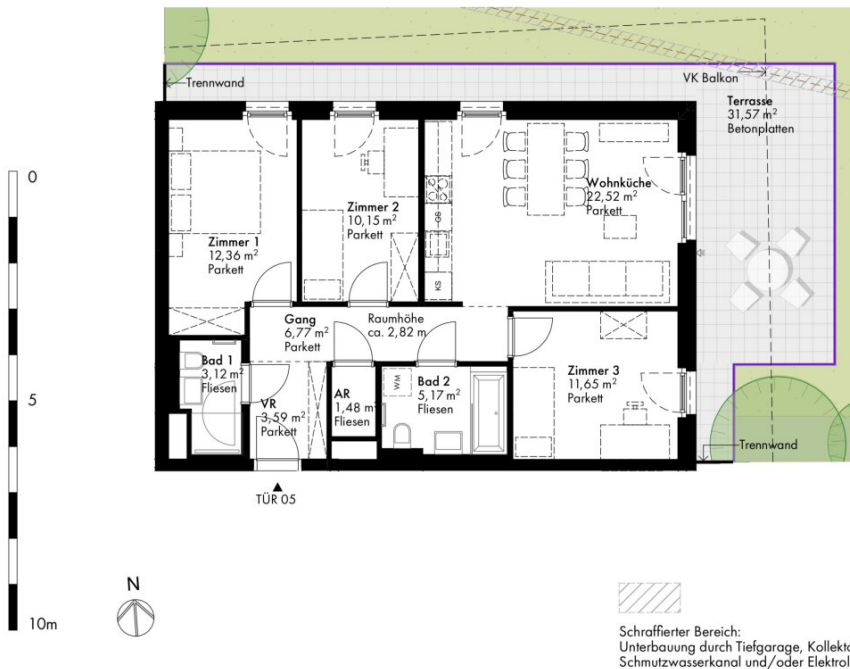 Trennwand
VK Balkon
Terrasse
31,57 m²
Betonplatten
0
Wohnküche
22,52 m²
Parkett
Zimmer 2
10,15 m²
Parkett
Zimmer 1
12,36 m²
Parkett
GS
KS
Gang
6,77 m²
Parkett
Raumhöhe
ca. 2,82 m
Bad 1
3,12 m²
Fliesen
VR
3,59 m²
Parkett
AR
1,48 m²
Fliesen
WM
Bad 2
5,17 m²
Fliesen
Zimmer 3
11,65 m²
Parkett
5
Trennwand
TÜR 05
N
10m
Schraffierter Bereich:
Unterbauung durch Tiefgarage, Kollekto
Schmutzwasserkanal und/oder Elektrol